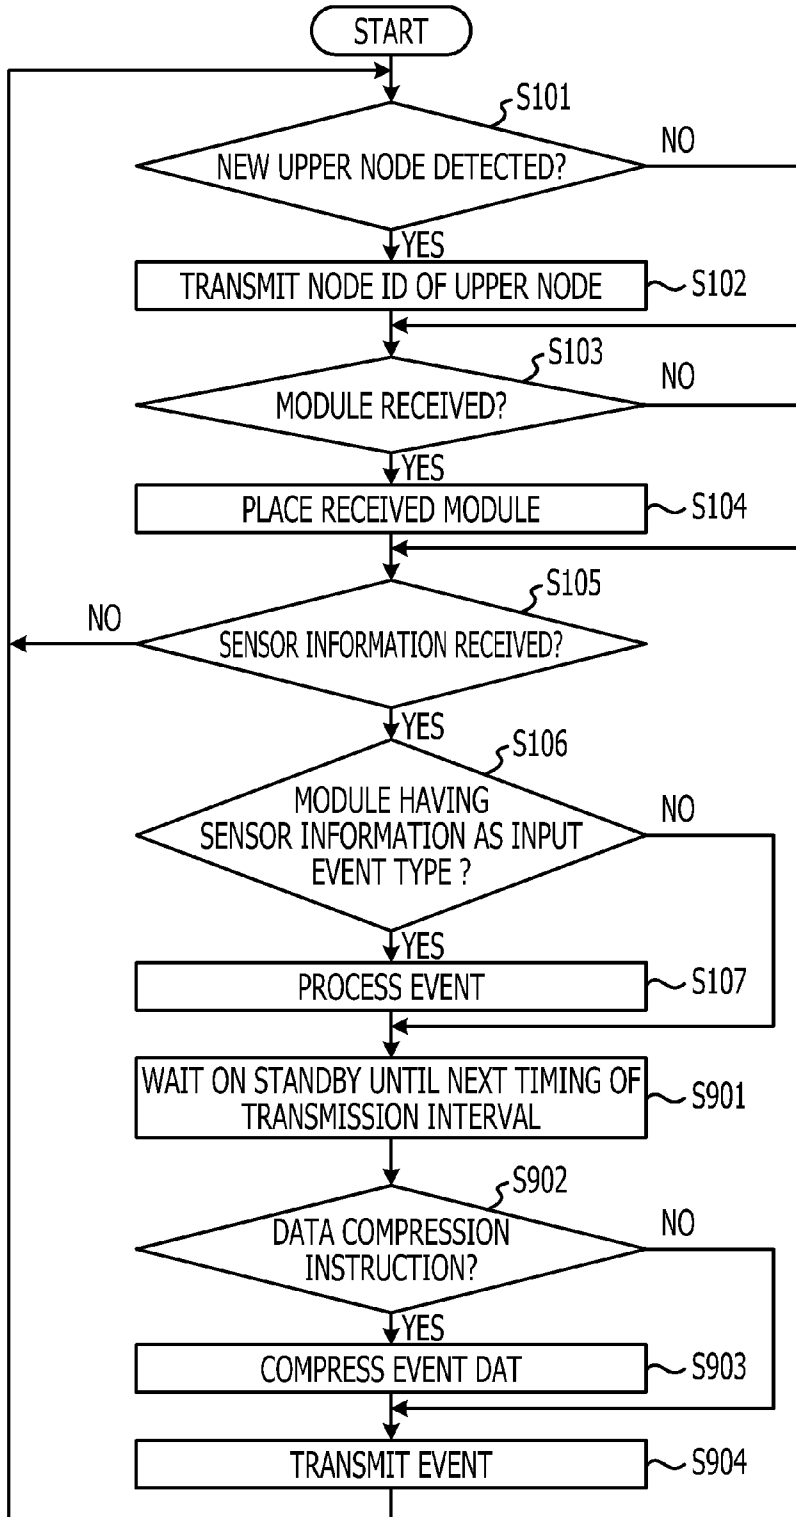 START
S101
NEW UPPER NODE DETECTED?
NO
YES
TRANSMIT NODE ID OF UPPER NODE
S102
S103
MODULE RECEIVED?
NO
YES
PLACE RECEIVED MODULE
S104
S105
NO
SENSOR INFORMATION RECEIVED?
YES
S106
MODULE HAVING
SENSOR INFORMATION AS INPUT
EVENT TYPE ?
NO
YES
PROCESS EVENT
S107
WAIT ON STANDBY UNTIL NEXT TIMING OF
TRANSMISSION INTERVAL
S901
S902
DATA COMPRESSION
INSTRUCTION?
NO
YES
COMPRESS EVENT DAT
S903
TRANSMIT EVENT
S904